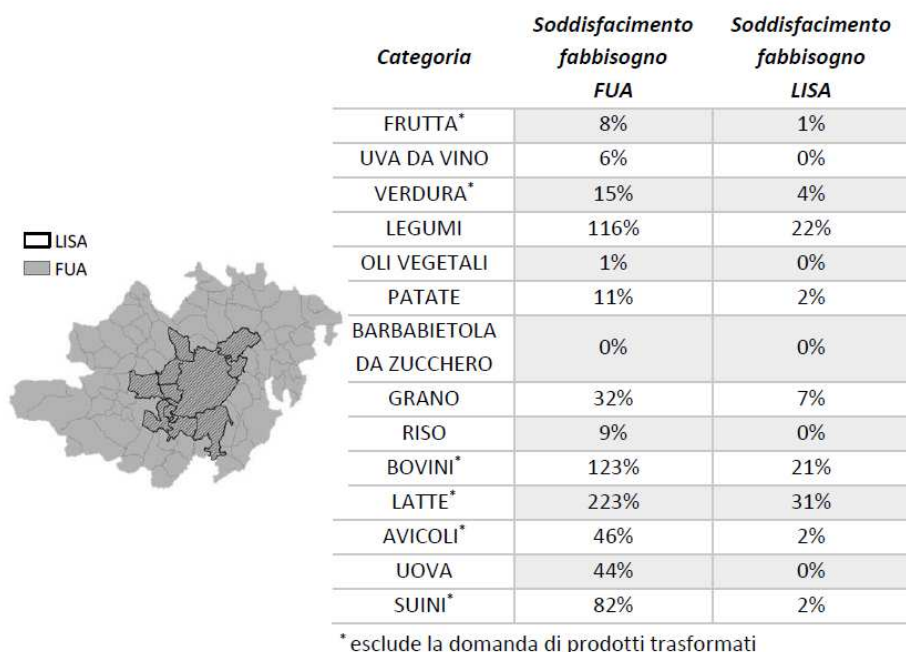 Categoria
Soddisfacimento
fabbisogno
FUA
Soddisfacimento
fabbisogno
LISA
FRUTTA* 8% 1%
UVA DA VINO 6% 0%
VERDURA* 15% 4%
LEGUMI 116% 22%
OLI VEGETALI 1% 0%
PATATE 11% 2%
BARBABIETOLA
DA ZUCCHERO 0% 0%
GRANO 32% 7%
RISO 9% 0%
BOVINI* 123% 21%
LATTE* 223% 31%
AVICOLI* 46% 2%
UOVA 44% 0%
SUINI* 82% 2%
* esclude la domanda di prodotti trasformati
LISA
FUA